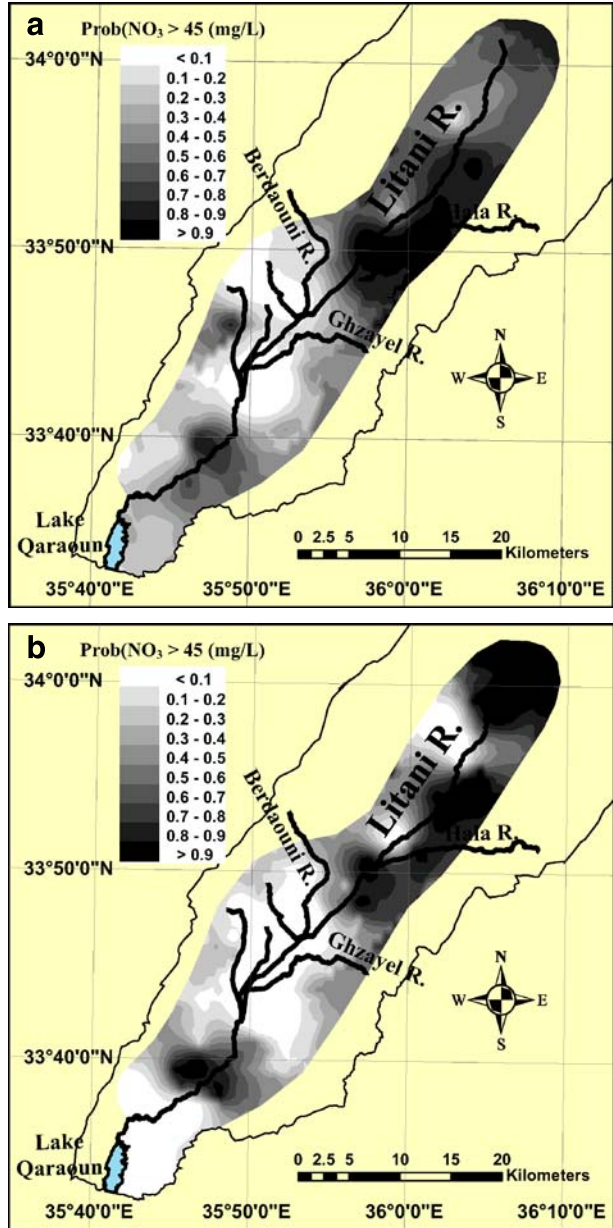 a
Prob(NO₃ > 45 (mg/L)
< 0.1
0.1 - 0.2
0.2 - 0.3
0.3 - 0.4
0.4 - 0.5
0.5 - 0.6
0.6 - 0.7
0.7 - 0.8
0.8 - 0.9
> 0.9
34°0'0"N
33°50'0"N
33°40'0"N
Berdaouni R.
Litani R.
Hala R.
Ghzayel R.
N
W E
S
Lake
Qaraoun
0 2.5 5 10 15 20
Kilometers
35°40'0"E
35°50'0"E
36°0'0"E
36°10'0"E
b
Prob(NO₃ > 45 (mg/L)
< 0.1
0.1 - 0.2
0.2 - 0.3
0.3 - 0.4
0.4 - 0.5
0.5 - 0.6
0.6 - 0.7
0.7 - 0.8
0.8 - 0.9
> 0.9
34°0'0"N
33°50'0"N
33°40'0"N
Berdaouni R.
Litani R.
Hala R.
Ghzayel R.
N
W E
S
Lake
Qaraoun
0 2.5 5 10 15 20
Kilometers
35°40'0"E
35°50'0"E
36°0'0"E
36°10'0"E